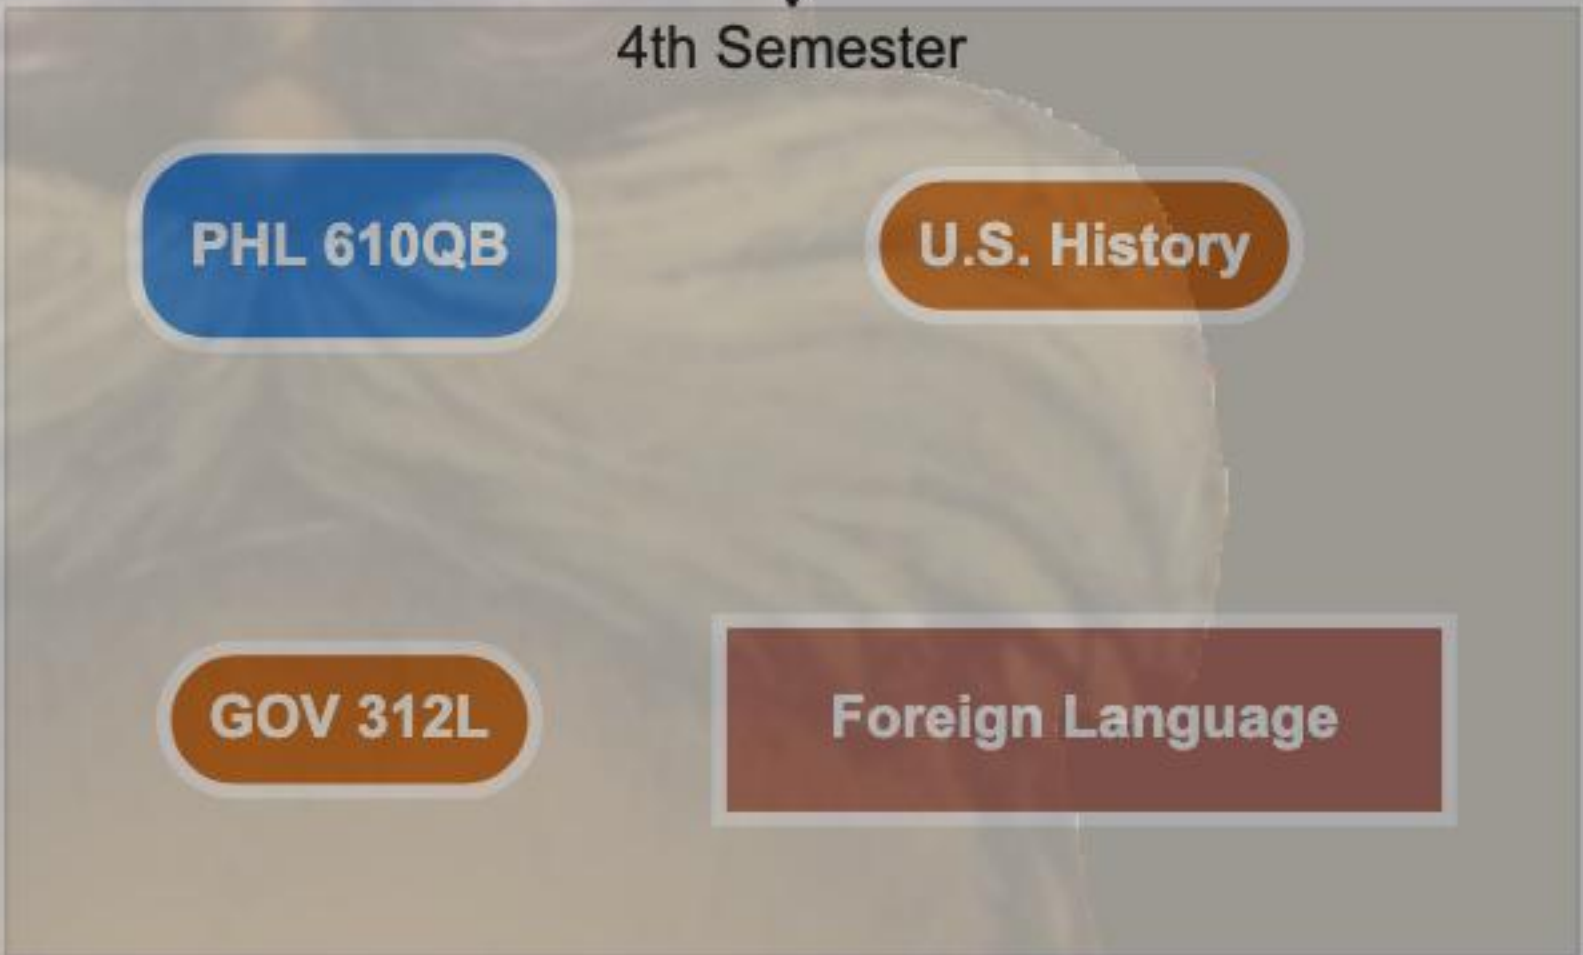 4th Semester
PHL 610QB
U.S. History
GOV 312L
Foreign Language